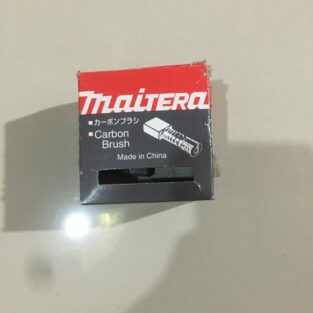 maiTERA
■ カーボンブラシ
■ Carbon
Brush
Made in China